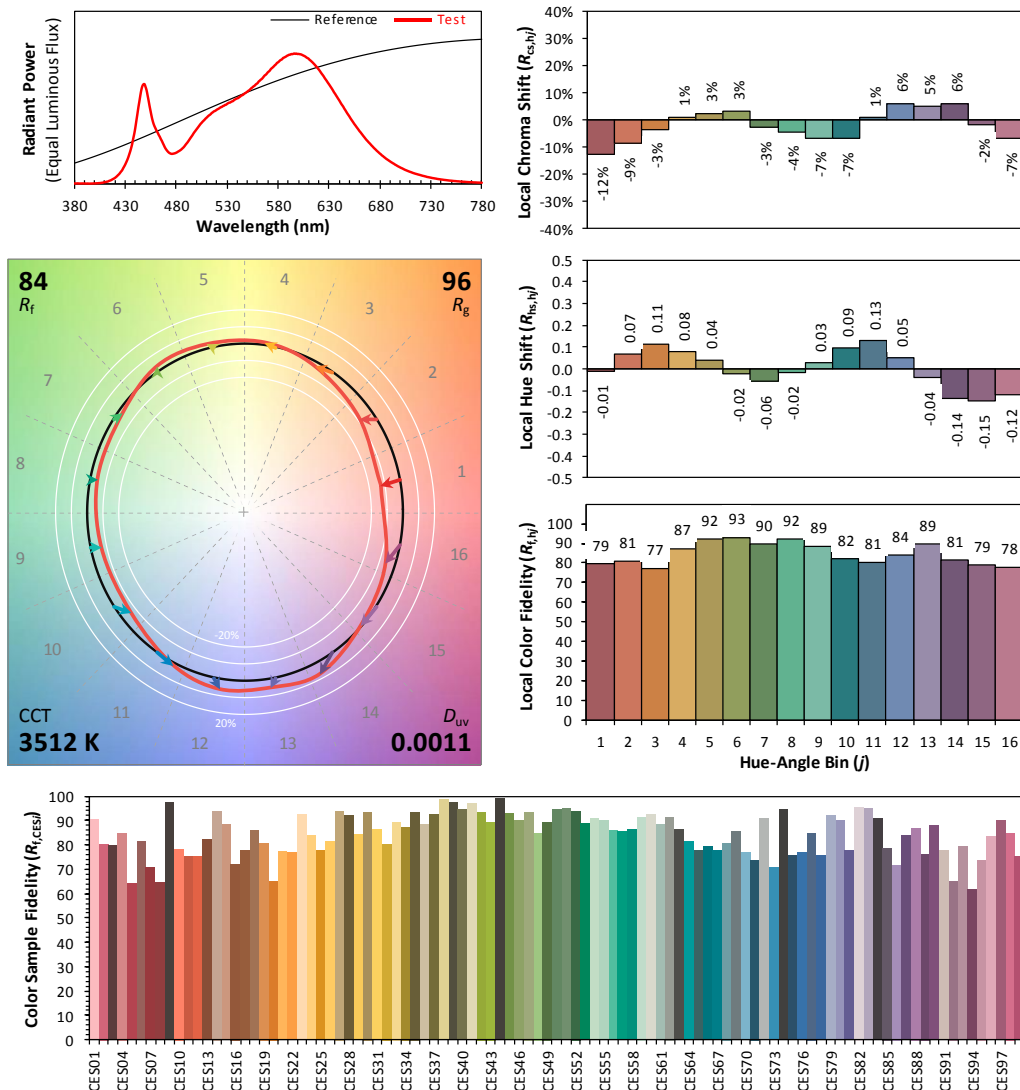 Reference
Test
Radiant Power
(Equal Luminous Flux)
380 430 480 530 580 630 680 730 780
Wavelength (nm)
Local Chroma Shift (Rcs,hj)
40%
30%
20%
10%
0%
-10%
-20%
-30%
-40%
-12% -9% -3% 1% 3% 3% -3% -4% -7% -7% 1% 6% 5% 6% -2% -7%
84
Rf
96
Rg
5 4
6 3
7 2
8 1
9 16
10 15
11 14
12 13
-20%
20%
CCT
3512 K
Duv
0.0011
Local Hue Shift (Rhs,hj)
0.5
0.4
0.3
0.2
0.1
0.0
-0.1
-0.2
-0.3
-0.4
-0.5
-0.01 0.07 0.11 0.08 0.04 -0.02 -0.06 -0.02 0.03 0.09 0.13 0.05 -0.04 -0.14 -0.15 -0.12
Local Color Fidelity (Rf,hj)
100
90
80
70
60
50
40
30
20
10
0
79 81 77 87 92 93 90 92 89 82 81 84 89 81 79 78
1 2 3 4 5 6 7 8 9 10 11 12 13 14 15 16
Hue-Angle Bin (j)
Color Sample Fidelity (Rf,CESi)
100
90
80
70
60
50
40
30
20
10
0
CES01 CES04 CES07 CES10 CES13 CES16 CES19 CES22 CES25 CES28 CES31 CES34 CES37 CES40 CES43 CES46 CES49 CES52 CES55 CES58 CES61 CES64 CES67 CES70 CES73 CES76 CES79 CES82 CES85 CES88 CES91 CES94 CES97